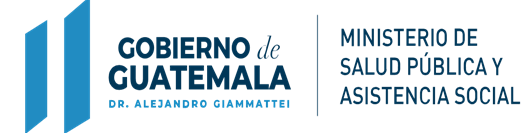 GOBIERNO de
GUATEMALA
DR. ALEJANDRO GIAMMATTEI
MINISTERIO DE
SALUD PÚBLICA Y
ASISTENCIA SOCIAL